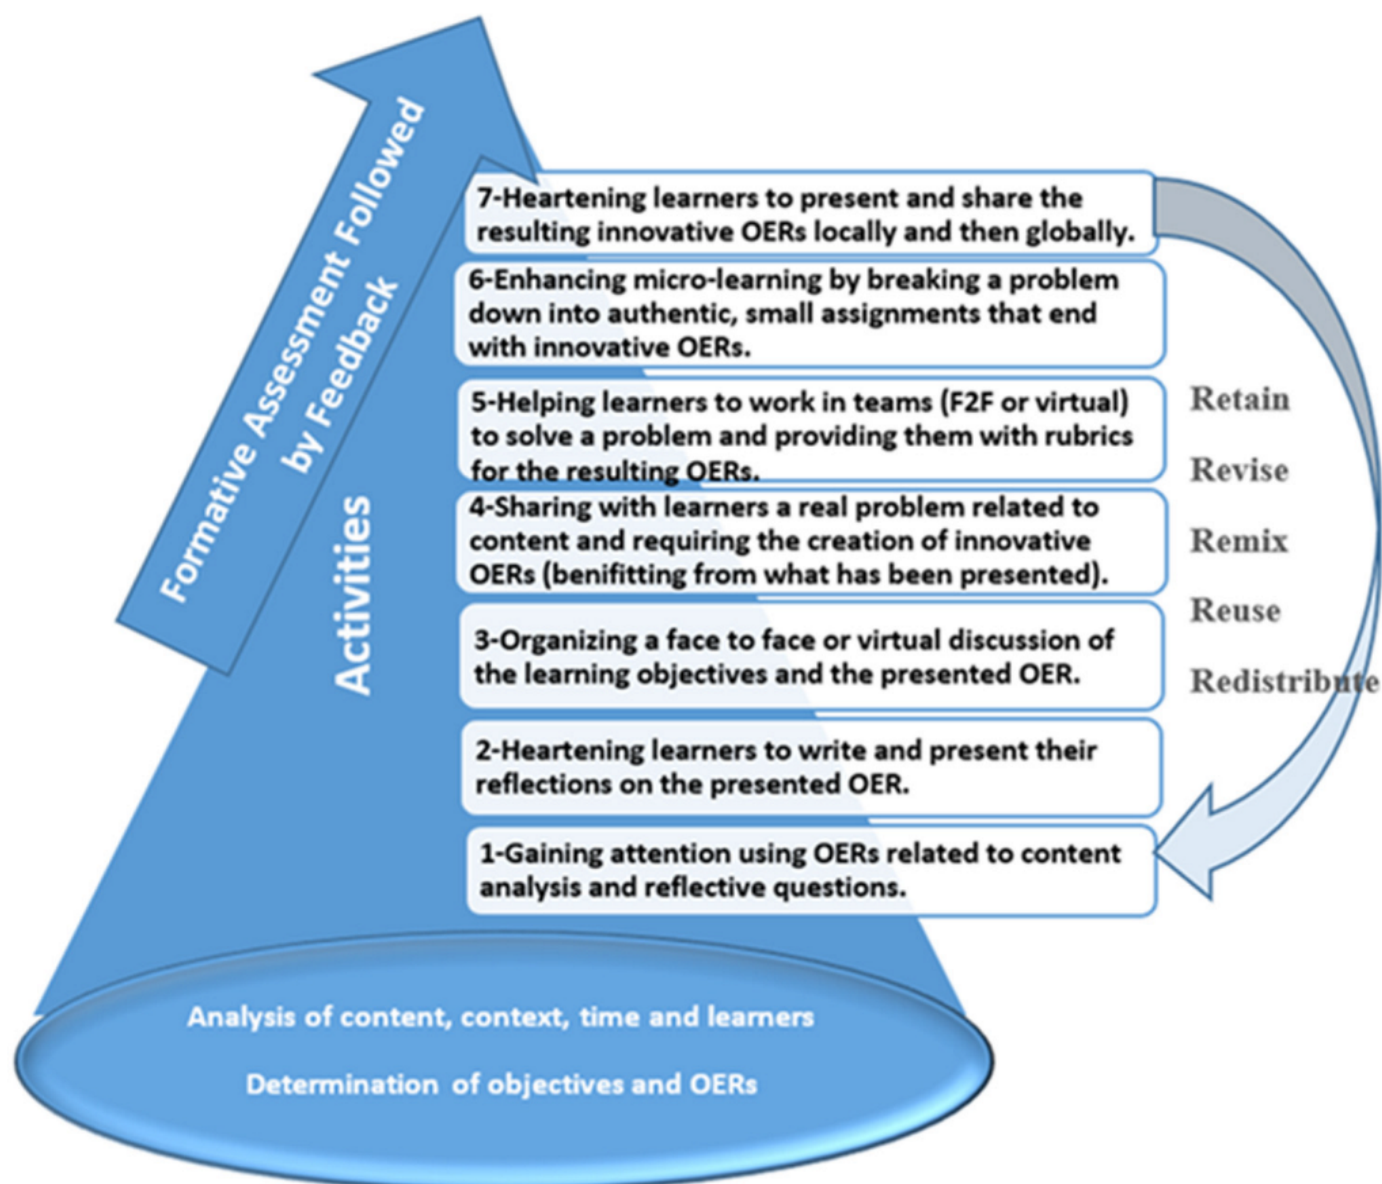 Formative Assessment Followed
by Feedback
Activities
7-Heartening learners to present and share the
resulting innovative OERs locally and then globally.
6-Enhancing micro-learning by breaking a problem
down into authentic, small assignments that end
with innovative OERs.
5-Helping learners to work in teams (F2F or virtual)
to solve a problem and providing them with rubrics
for the resulting OERs.
4-Sharing with learners a real problem related to
content and requiring the creation of innovative
OERs (benifitting from what has been presented).
3-Organizing a face to face or virtual discussion of
the learning objectives and the presented OER.
2-Heartening learners to write and present their
reflections on the presented OER.
1-Gaining attention using OERs related to content
analysis and reflective questions.
Retain
Revise
Remix
Reuse
Redistribute
Analysis of content, context, time and learners
Determination of objectives and OERs